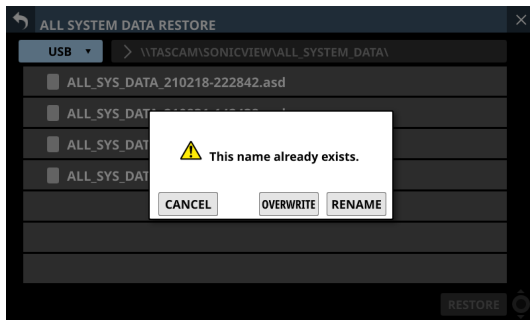 ALL SYSTEM DATA RESTORE
USB \\TASCAM\SONICVIEW\ALL_SYSTEM_DATA\
ALL_SYS_DATA_210218-222842.asd
ALL_SYS_DAT
ALL_SYS_DAT
ALL_SYS_DAT
This name already exists.
CANCEL OVERWRITE RENAME
RESTORE